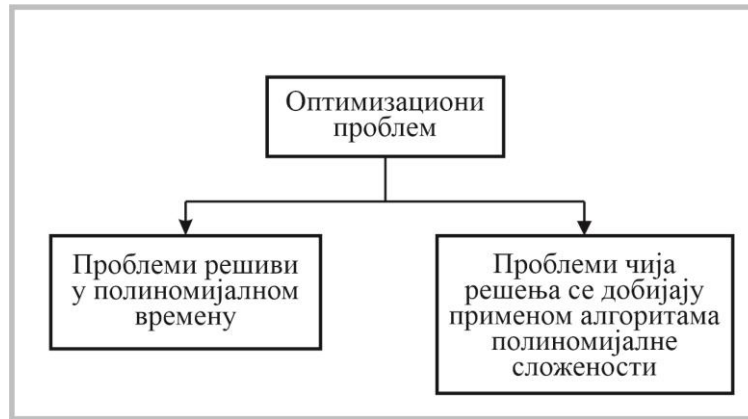 Оптимизациони
проблем
Проблеми решиви
у полиномијалном
времену
Проблеми чија
решења се добијају
применом алгоритама
полиномијалне
сложености